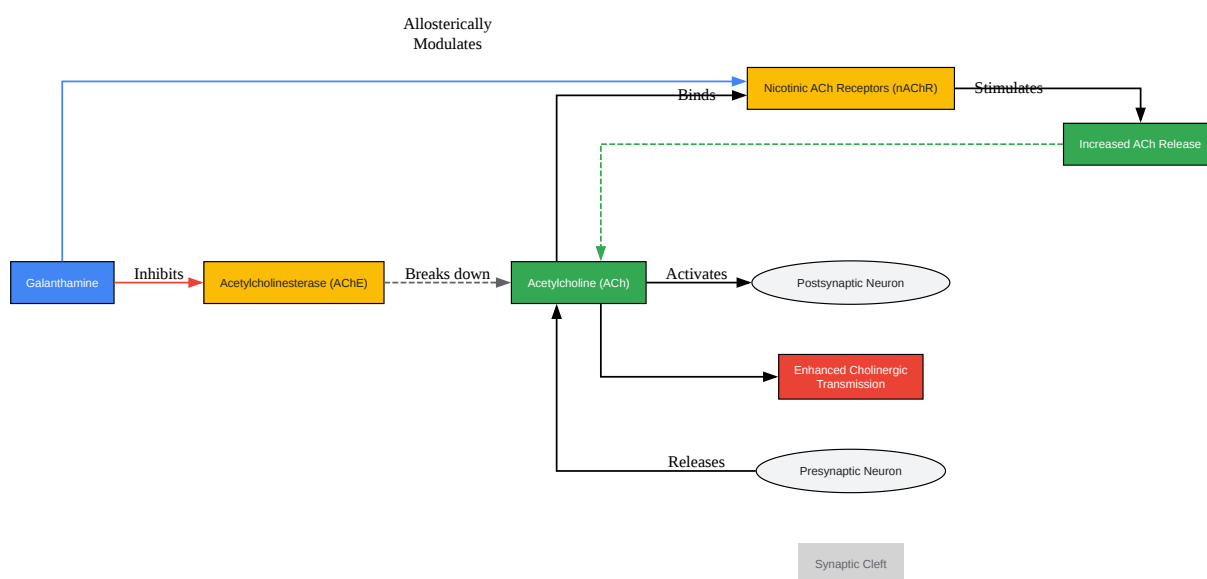 Allosterically
Modulates
Nicotinic ACh Receptors (nAChR)
Stimulates
Binds
Increased ACh Release
Galanthamine
Inhibits
Acetylcholinesterase (AChE)
Breaks down
Acetylcholine (ACh)
Activates
Postsynaptic Neuron
Enhanced Cholinergic
Transmission
Releases
Presynaptic Neuron
Synaptic Cleft